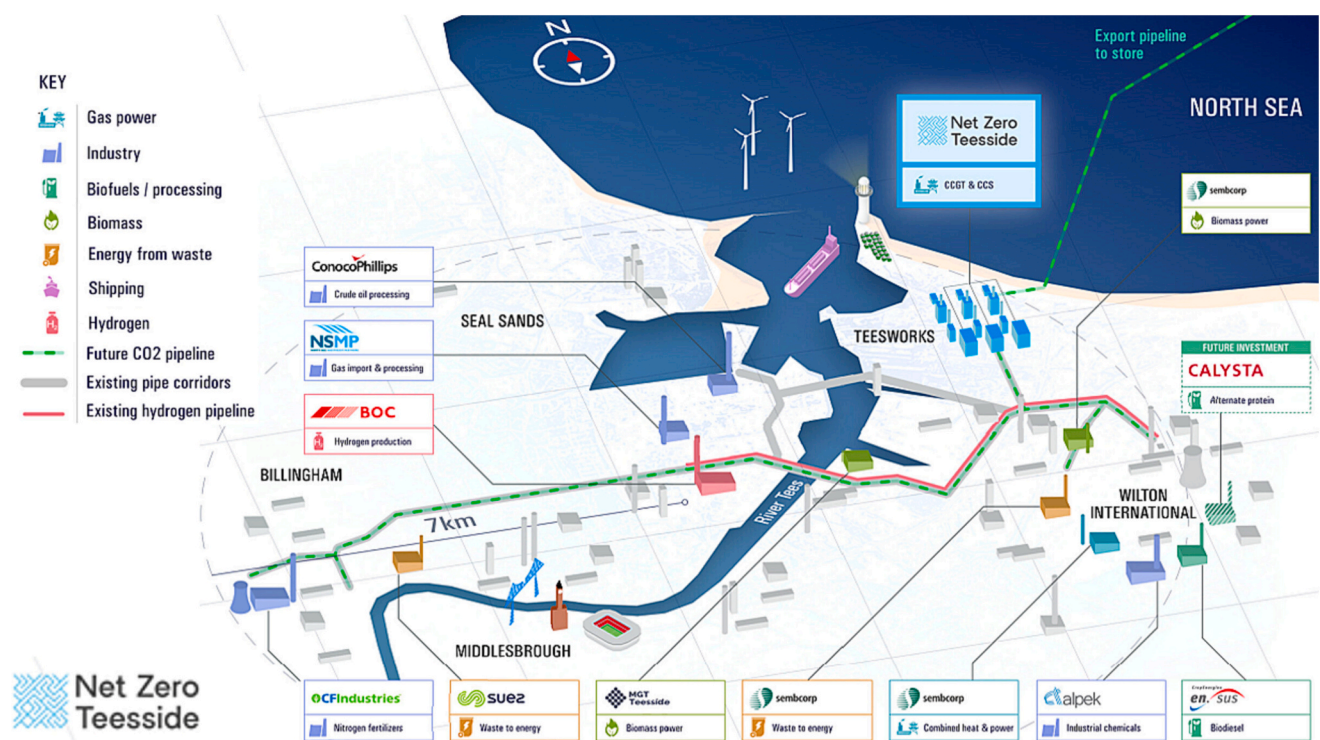 N
Export pipeline
to store
KEY
Gas power
Industry
Biofuels / processing
Biomass
Energy from waste
Shipping
H2
Hydrogen
Future CO2 pipeline
Existing pipe corridors
Existing hydrogen pipeline
NORTH SEA
Net Zero
Teesside
CCGT & CCS
sembcorp
Biomass power
ConocoPhillips
Crude oil processing
SEAL SANDS
NSMP
Gas import & processing
TEESWORKS
FUTURE INVESTMENT
CALYSTA
Alternate protein
BOC
H2
Hydrogen production
BILLINGHAM
7km
River Tees
WILTON
INTERNATIONAL
MIDDLESBROUGH
Net Zero
Teesside
CFIndustries
Nitrogen fertilizers
suez
Waste to energy
MGT
Teesside
Biomass power
sembcorp
Waste to energy
sembcorp
Combined heat & power
alpek
Industrial chemicals
ensus
Biodiesel